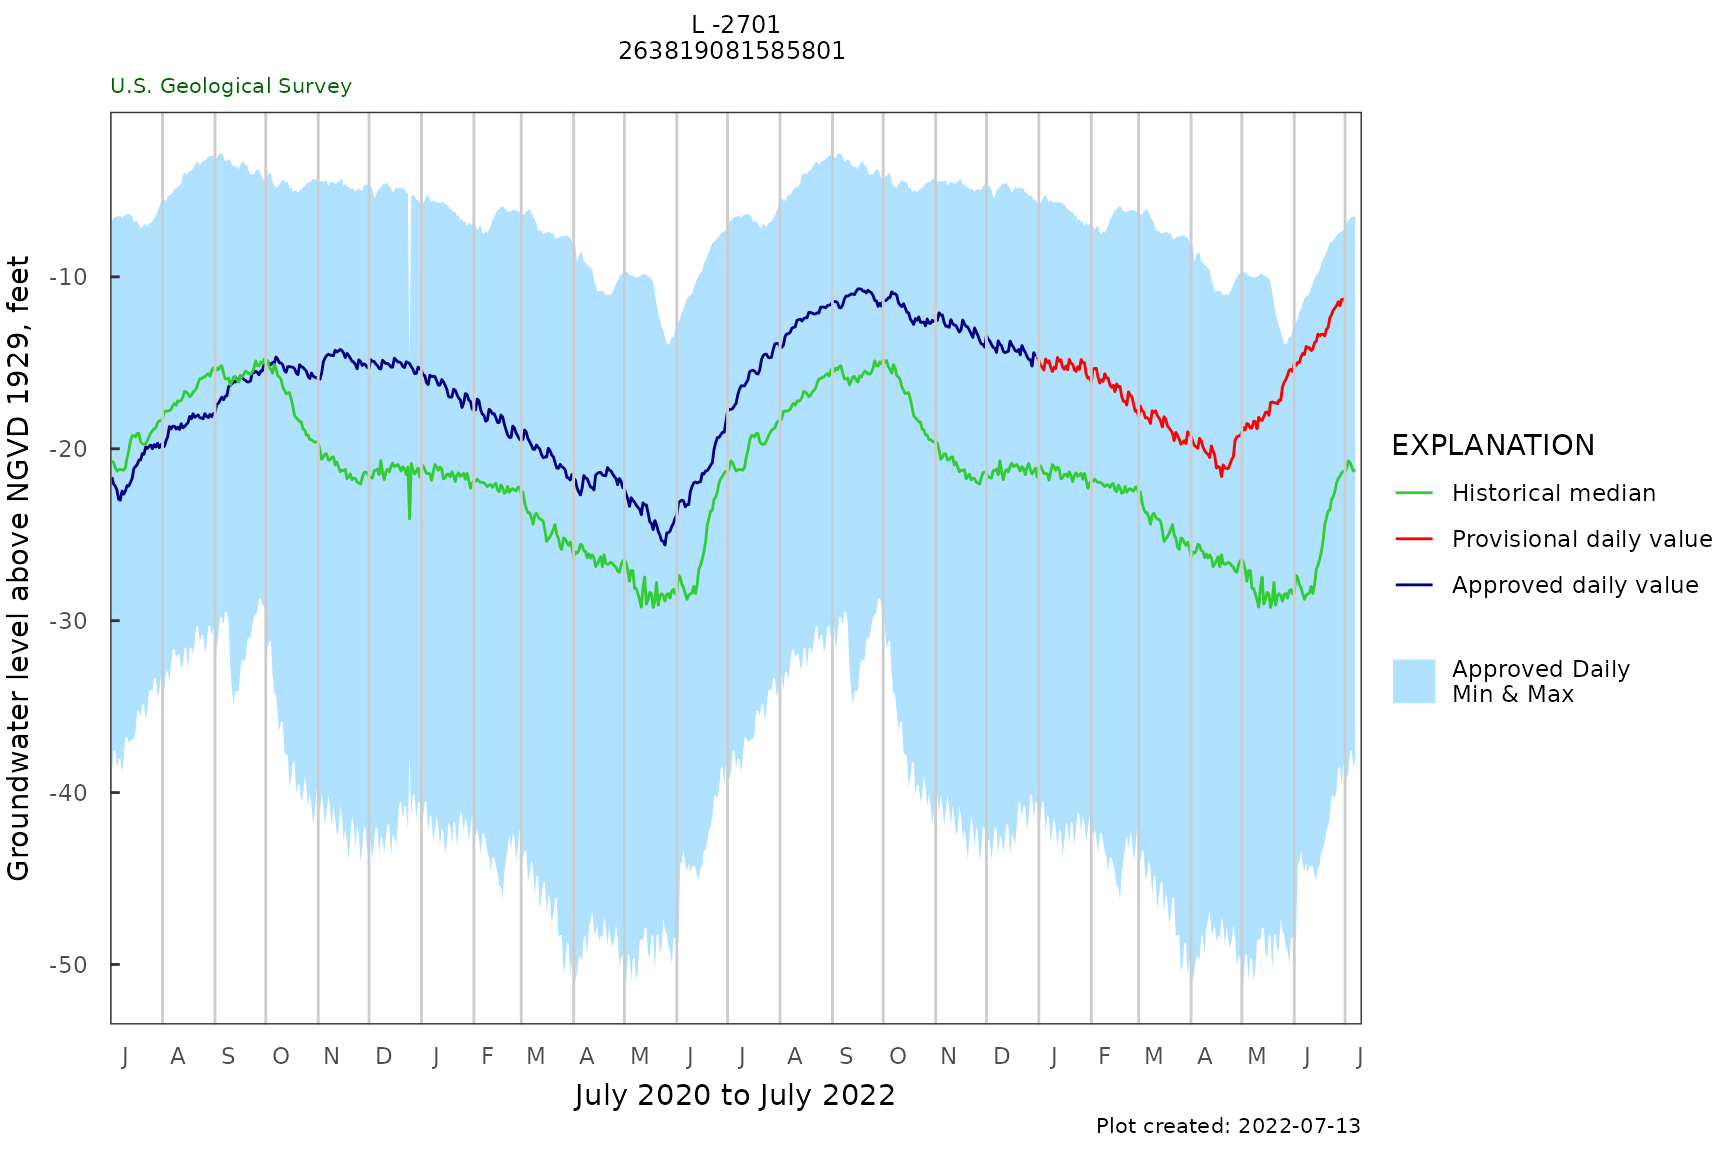 L -2701
263819081585801
U.S. Geological Survey
Groundwater level above NGVD 1929, feet
-10
-20
-30
-40
-50
J A S O N D J F M A M J J A S O N D J F M A M J J
July 2020 to July 2022
Plot created: 2022-07-13
EXPLANATION
Historical median
Provisional daily value
Approved daily value
Approved Daily
Min & Max